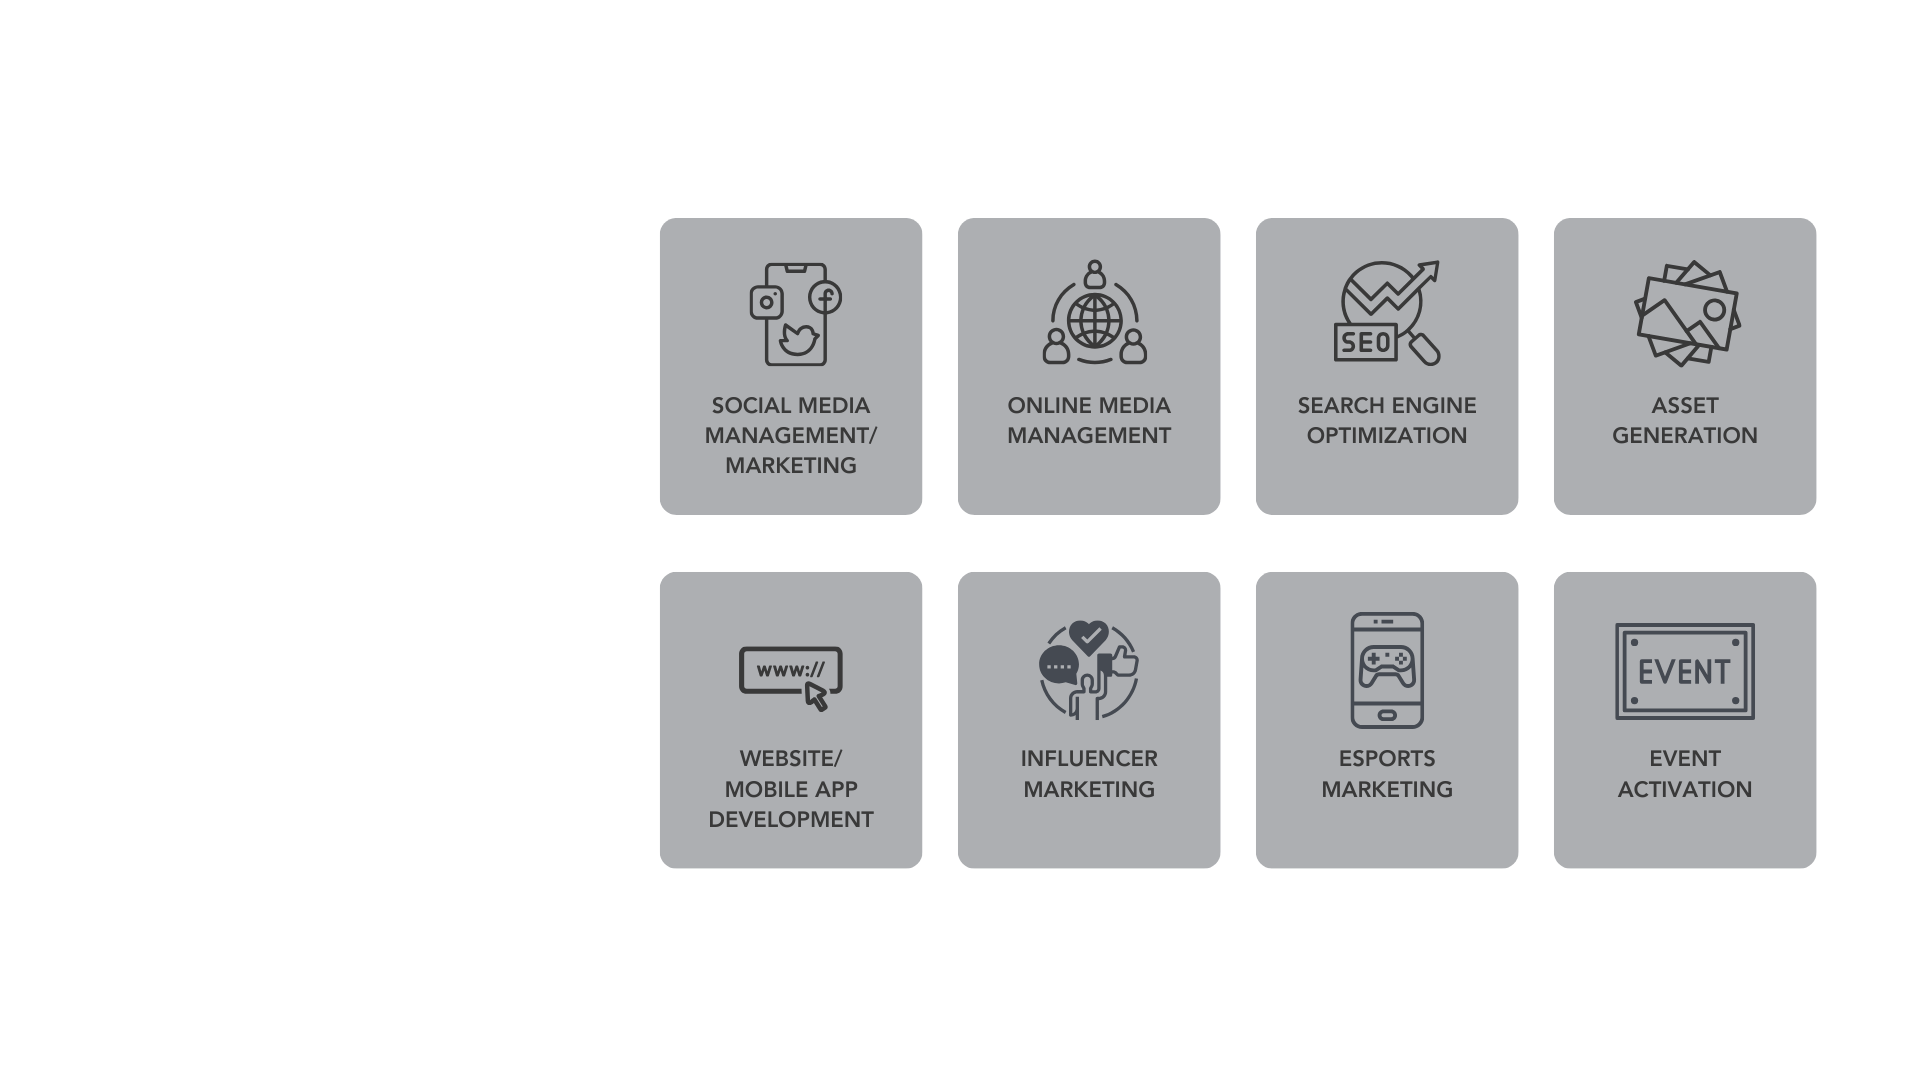 SEO
SOCIAL MEDIA
MANAGEMENT/
MARKETING
ONLINE MEDIA
MANAGEMENT
SEARCH ENGINE
OPTIMIZATION
ASSET
GENERATION
www://
WEBSITE/
MOBILE APP
DEVELOPMENT
INFLUENCER
MARKETING
ESPORTS
MARKETING
EVENT
EVENT
ACTIVATION